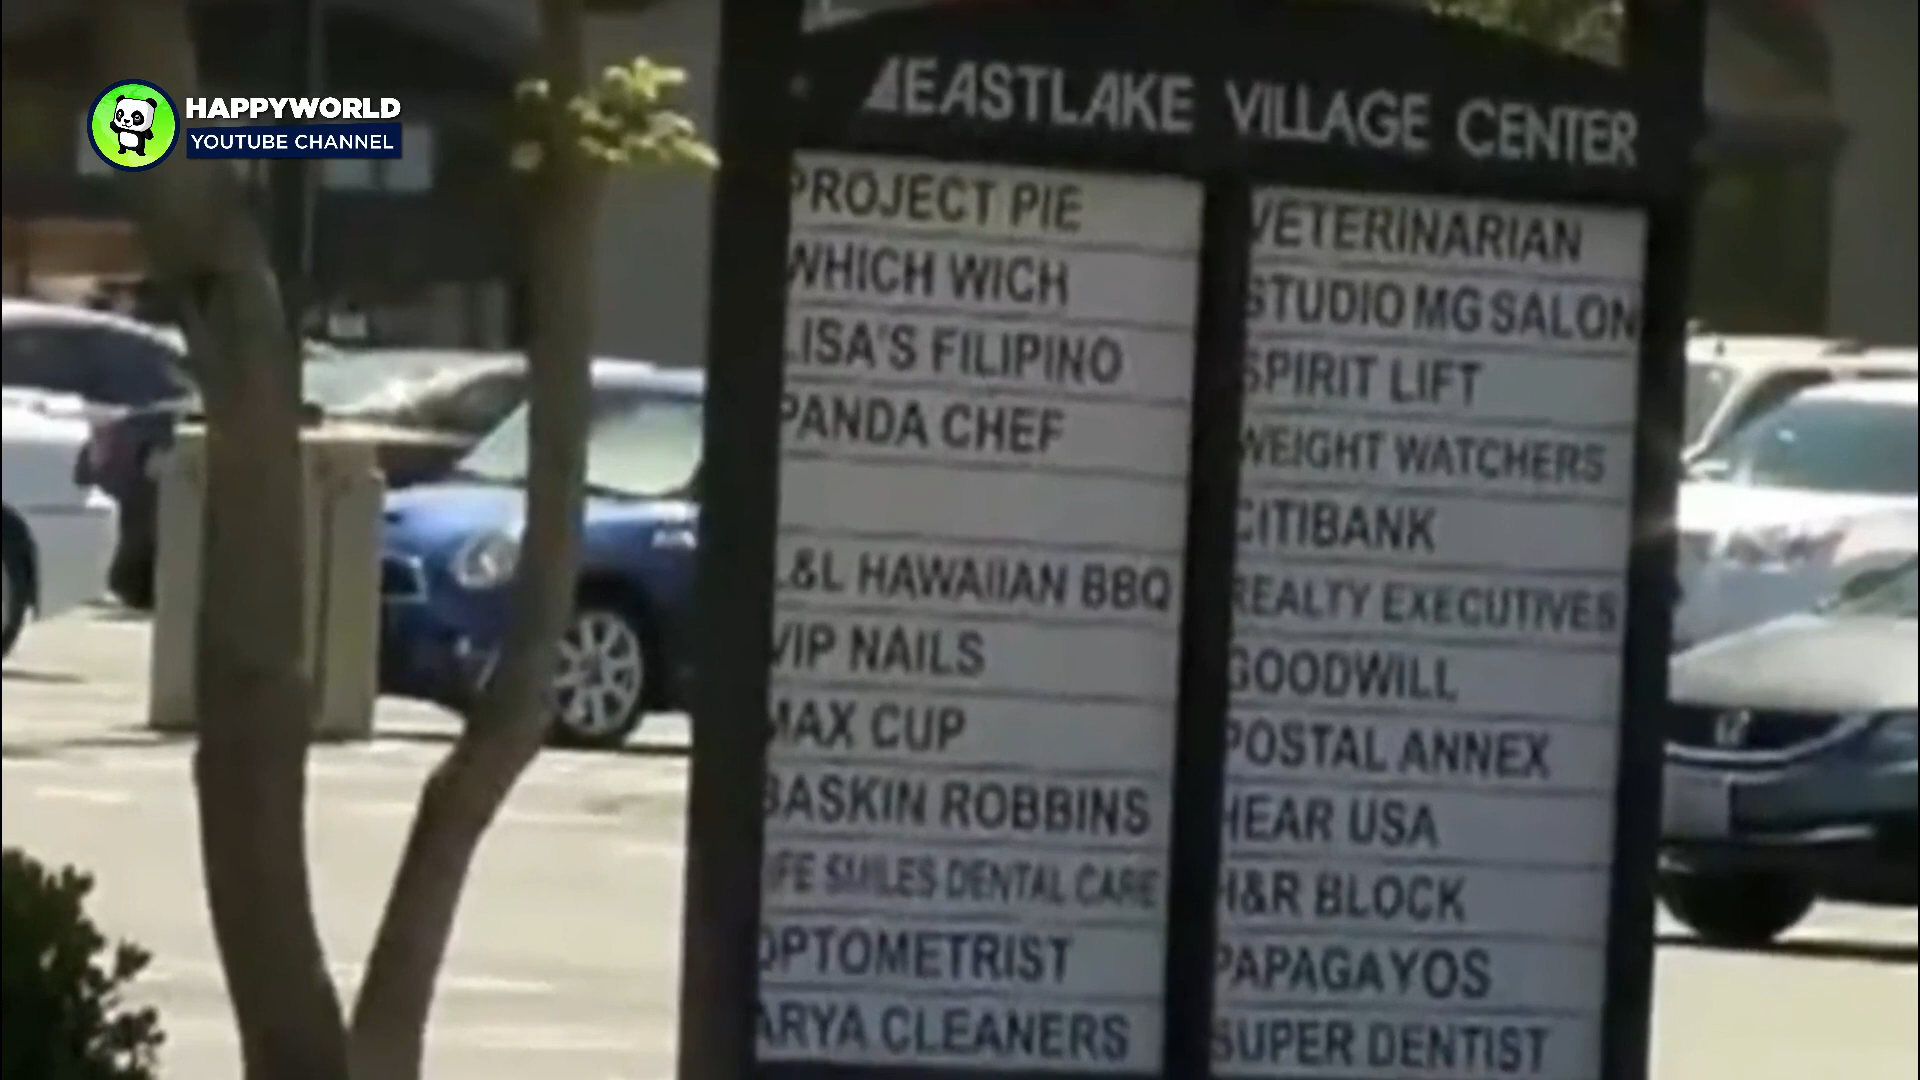 HAPPYWORLD
YOUTUBE CHANNEL
EASTLAKE VILLAGE CENTER
PROJECT PIE
WHICH WICH
LISA'S FILIPINO
PANDA CHEF
L&L HAWAIIAN BBQ
VIP NAILS
MAX CUP
BASKIN ROBBINS
LIFE SMILES DENTAL CARE
OPTOMETRIST
ARYA CLEANERS
VETERINARIAN
STUDIO MG SALON
SPIRIT LIFT
WEIGHT WATCHERS
CITIBANK
REALTY EXECUTIVES
GOODWILL
POSTAL ANNEX
HEAR USA
H&R BLOCK
PAPAGAYOS
SUPER DENTIST